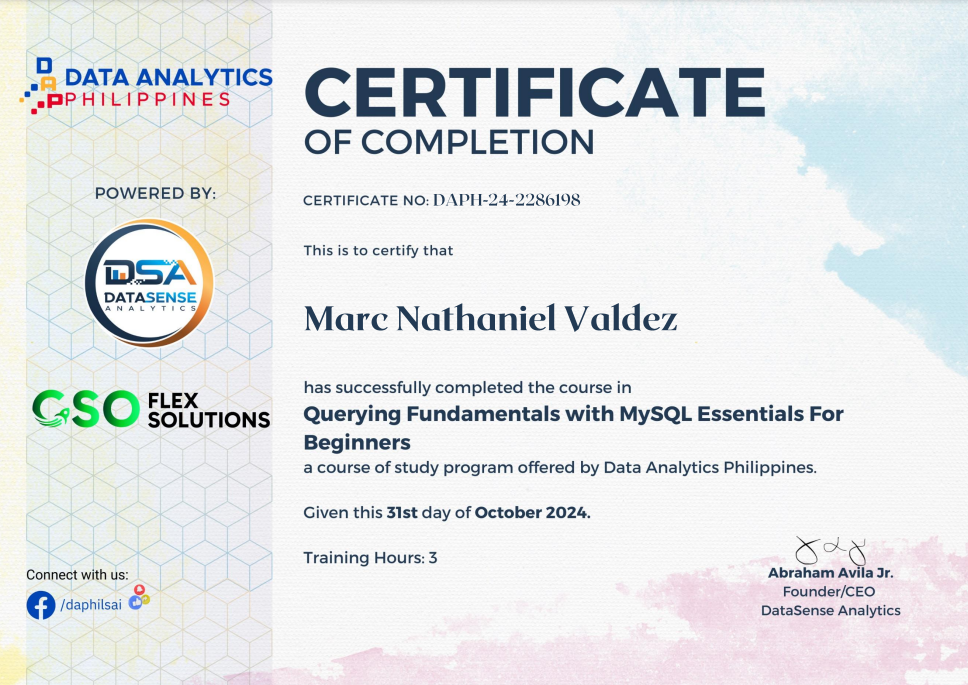 DAP DATA ANALYTICS
PHILIPPINES
POWERED BY:
DSA
DATASENSE
ANALYTICS
GSO FLEX
SOLUTIONS
Connect with us:
/daphilsai
CERTIFICATE
OF COMPLETION
CERTIFICATE NO: DAPH-24-2286198
This is to certify that
Marc Nathaniel Valdez
has successfully completed the course in
Querying Fundamentals with MySQL Essentials For
Beginners
a course of study program offered by Data Analytics Philippines.
Given this 31st day of October 2024.
Training Hours: 3
Abraham Avila Jr.
Founder/CEO
DataSense Analytics